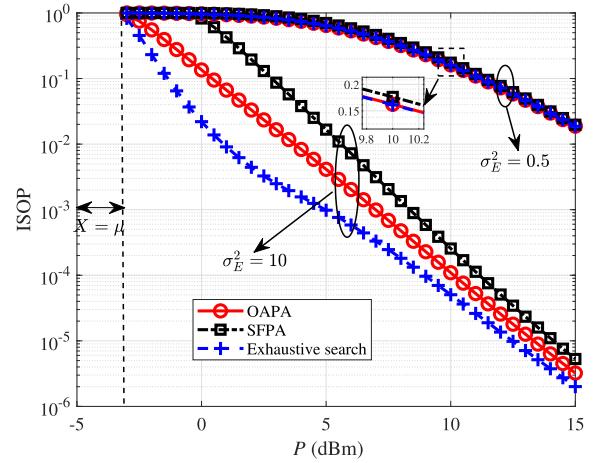 10^0
10^-1
10^-2
10^-3
10^-4
10^-5
10^-6
ISOP
0.2
0.15
9.8 10 10.2
σ_E^2 = 0.5
X = μ
σ_E^2 = 10
OAPA
SFPA
Exhaustive search
-5 0 5 10 15
P (dBm)